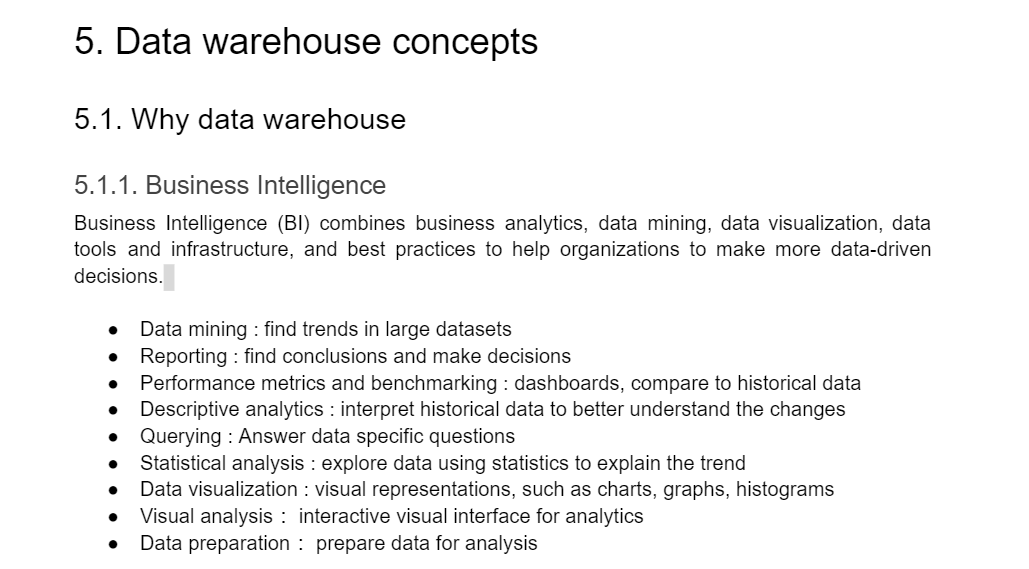 5. Data warehouse concepts
5.1. Why data warehouse
5.1.1. Business Intelligence
Business Intelligence (BI) combines business analytics, data mining, data visualization, data
tools and infrastructure, and best practices to help organizations to make more data-driven
decisions.
● Data mining : find trends in large datasets
● Reporting : find conclusions and make decisions
● Performance metrics and benchmarking : dashboards, compare to historical data
● Descriptive analytics : interpret historical data to better understand the changes
● Querying : Answer data specific questions
● Statistical analysis : explore data using statistics to explain the trend
● Data visualization : visual representations, such as charts, graphs, histograms
● Visual analysis： interactive visual interface for analytics
● Data preparation： prepare data for analysis